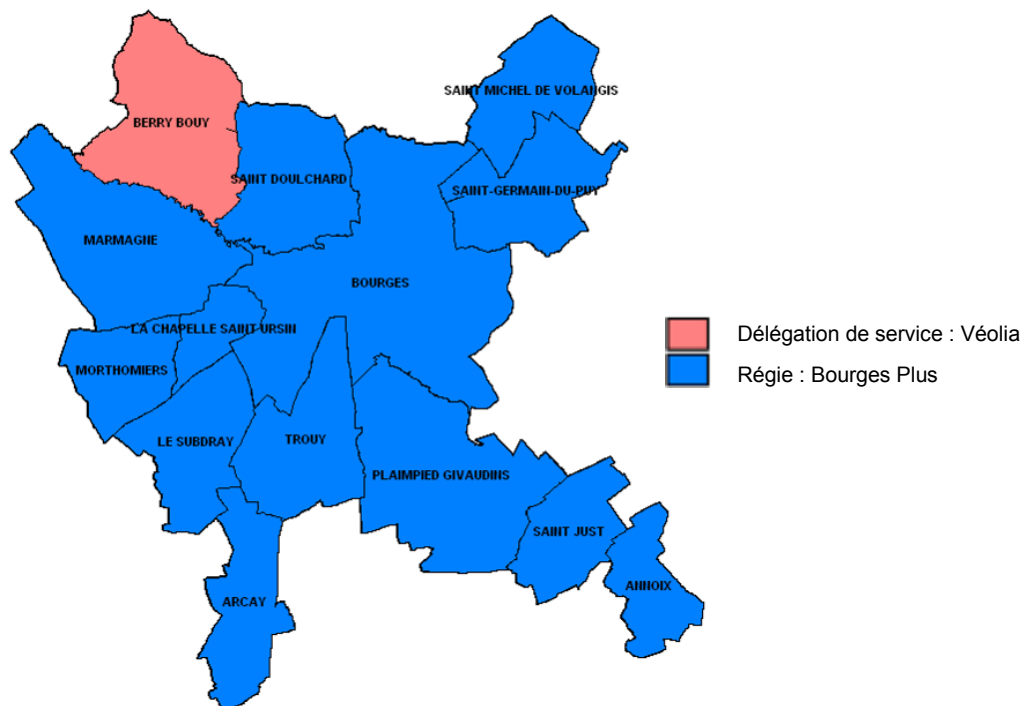 SAINT MICHEL DE VOLANGIS
BERRY BOUY
SAINT DOULCHARD
SAINT-GERMAIN-DU-PUY
MARMAGNE
BOURGES
LA CHAPELLE SAINT URSIN
Délégation de service : Véolia
MORTHOMIERS
Régie : Bourges Plus
LE SUBDRAY
TROUY
PLAIMPIED GIVAUDINS
SAINT JUST
ANNOIX
ARCAY